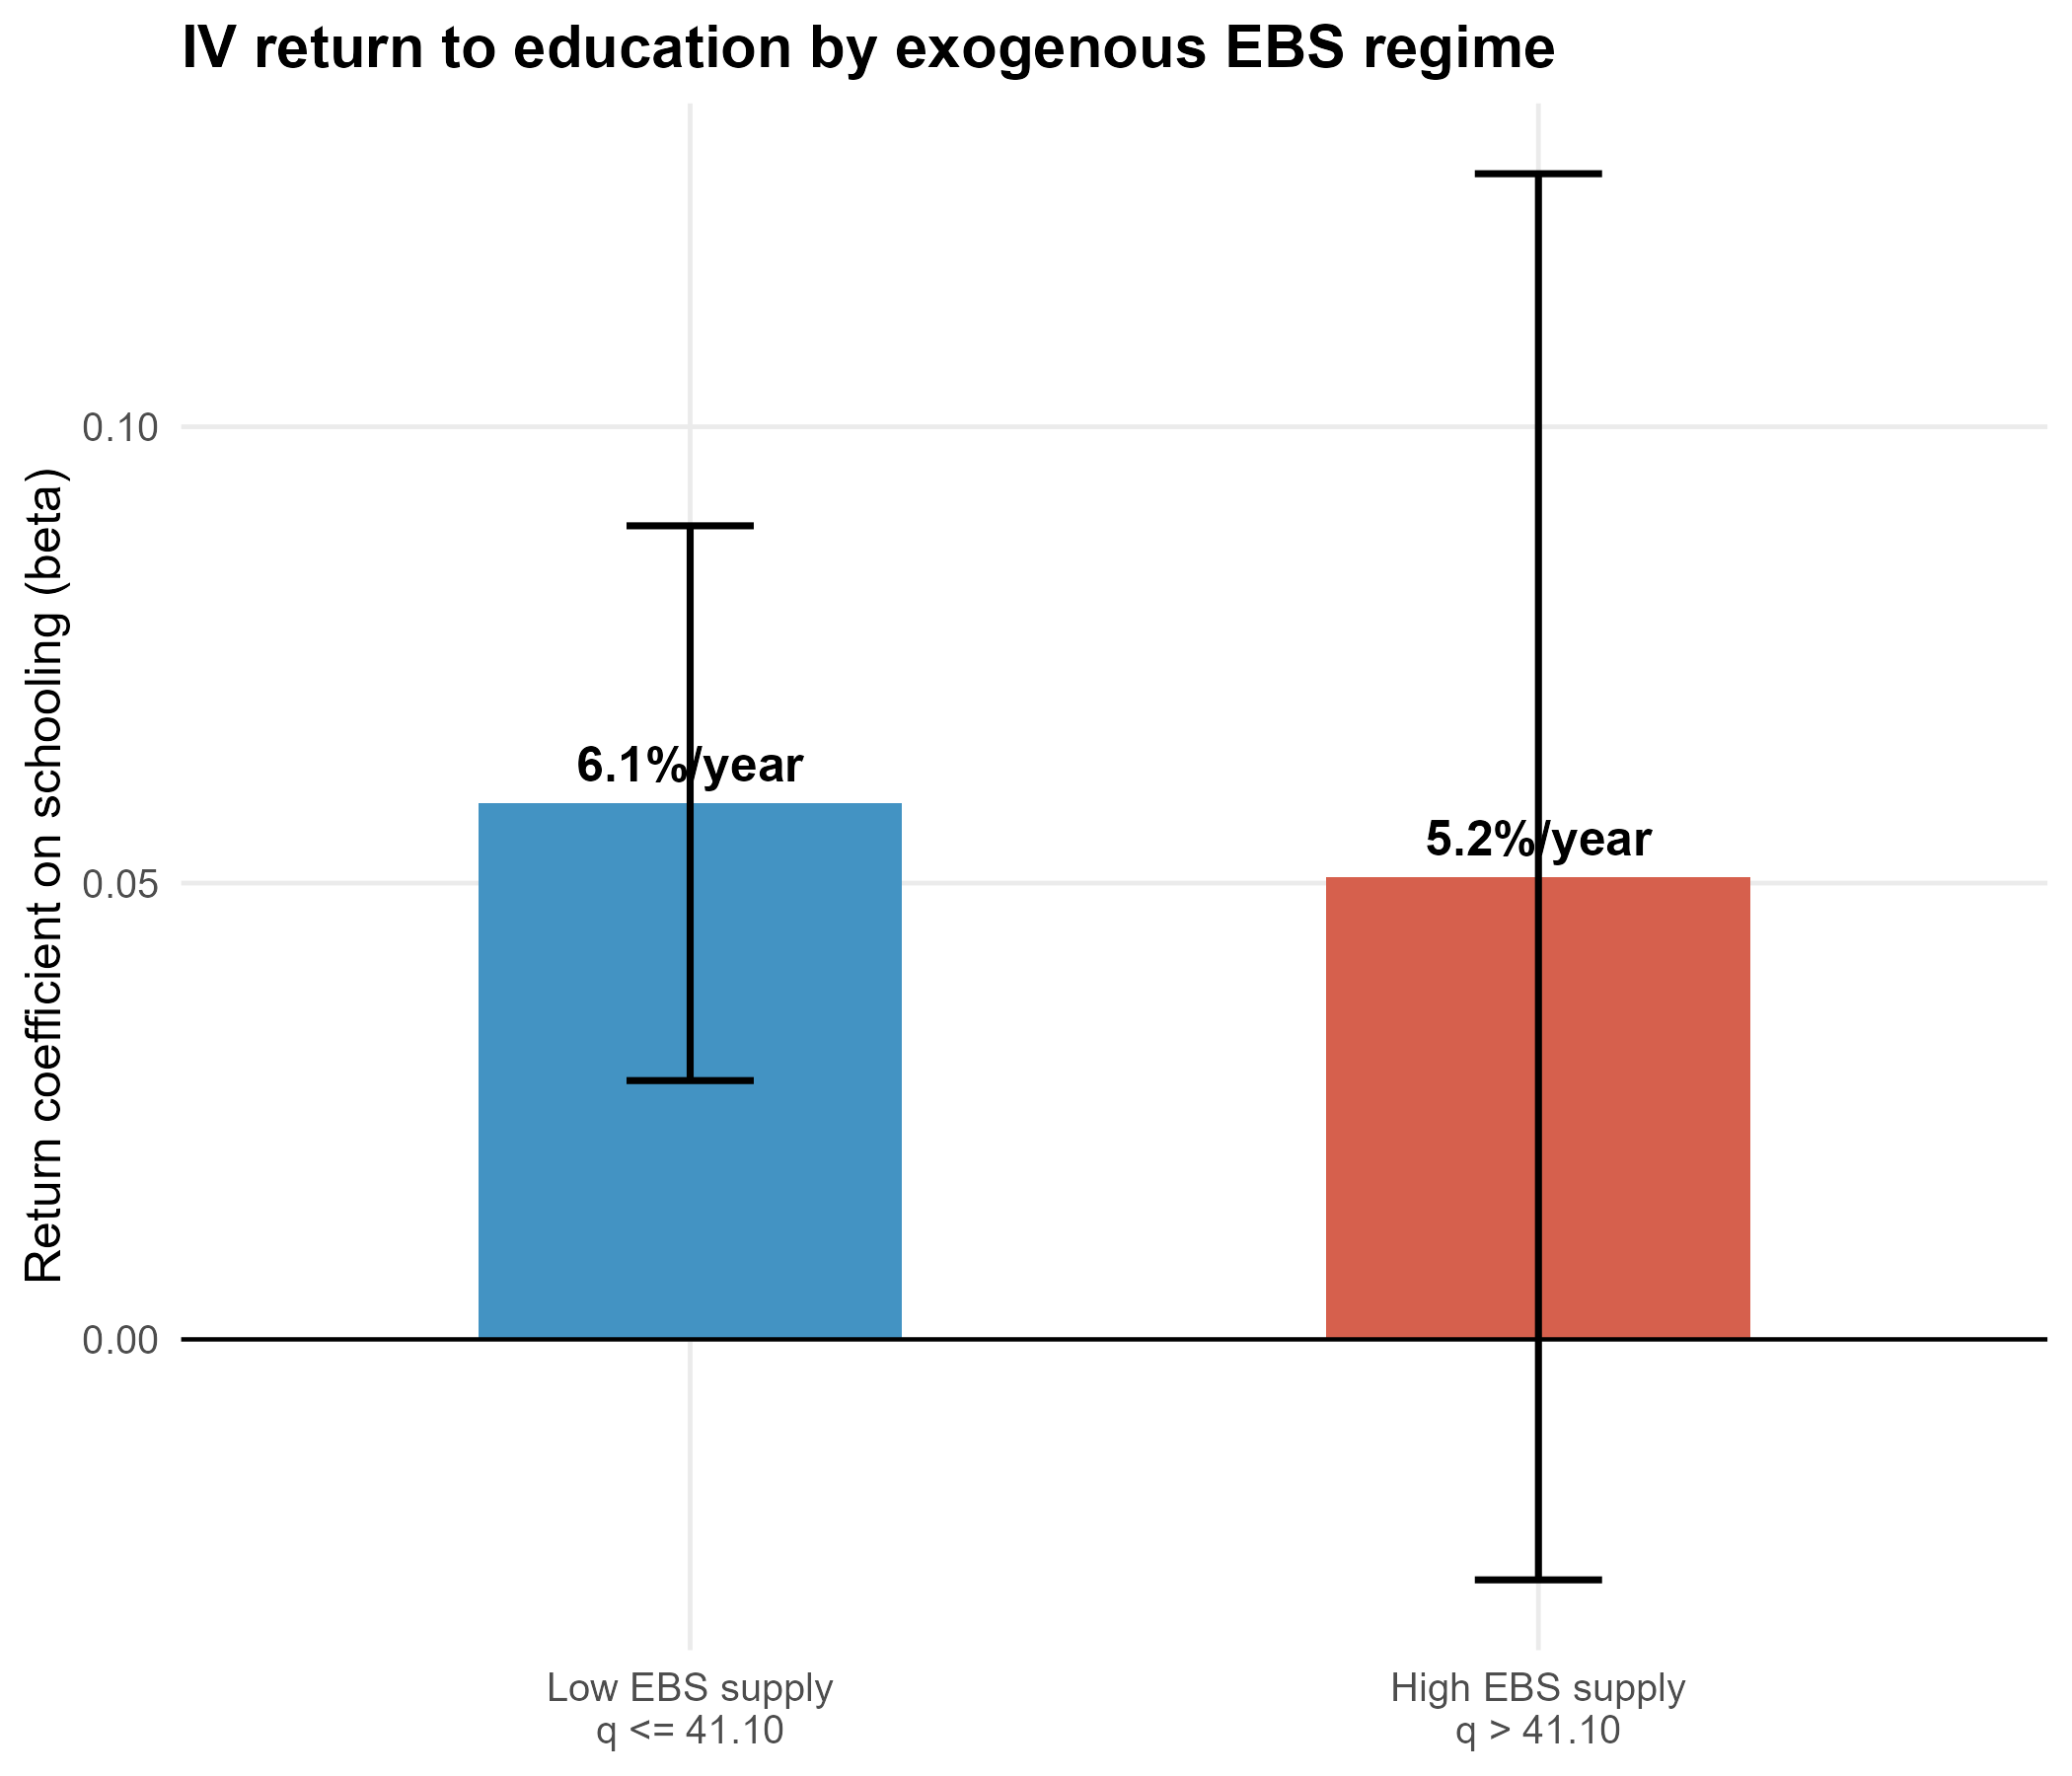 IV return to education by exogenous EBS regime
Return coefficient on schooling (beta)
0.10
0.05
0.00
6.1%/year
5.2%/year
Low EBS supply
q <= 41.10
High EBS supply
q > 41.10